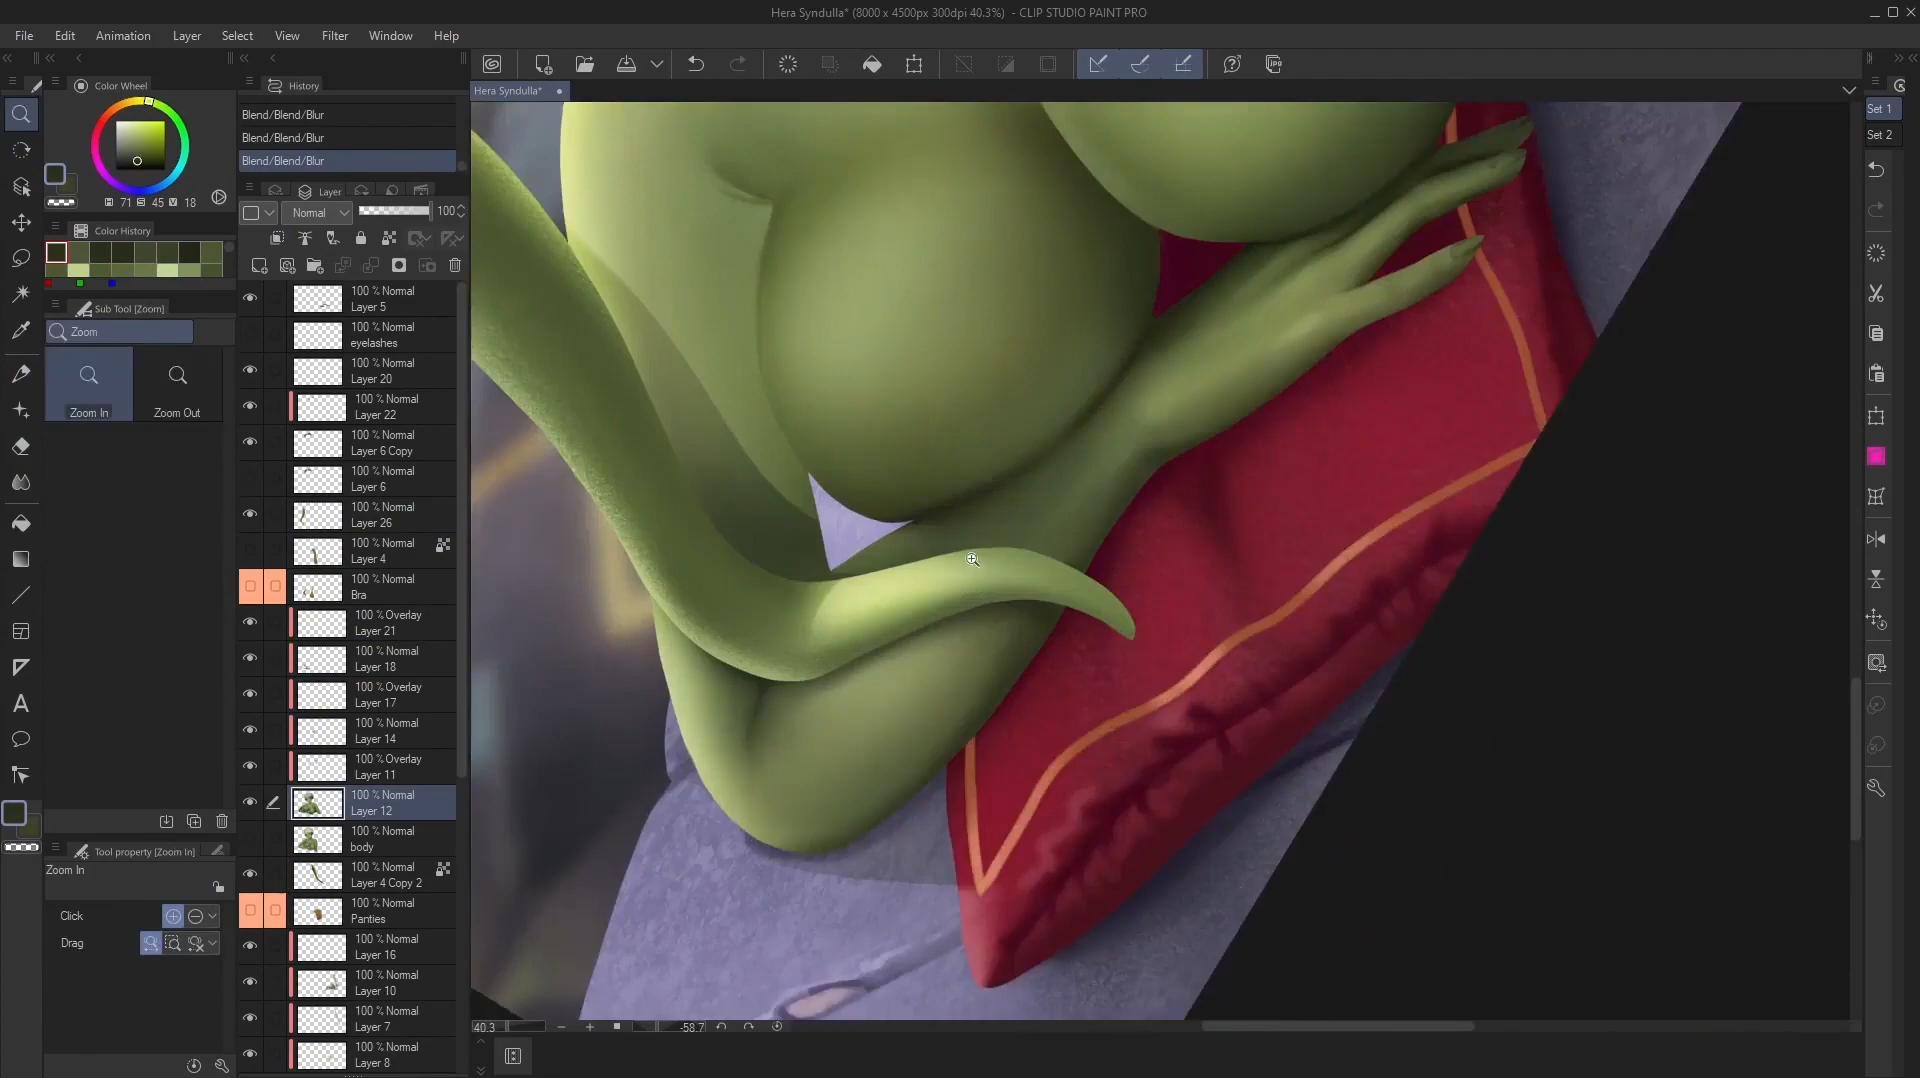 Hera Syndulla* (8000 x 4500px 300dpi 40.3%) - CLIP STUDIO PAINT PRO
File Edit Animation Layer Select View Filter Window Help
Hera Syndulla*
Color Wheel
H 71 S 45 V 18
Color History
Sub Tool [Zoom]
Zoom
Zoom In
Zoom Out
Tool property [Zoom In]
Zoom In
Click
Drag
History
Blend/Blend/Blur
Blend/Blend/Blur
Blend/Blend/Blur
Layer
Normal 100
100 % Normal
Layer 5
100 % Normal
eyelashes
100 % Normal
Layer 20
100 % Normal
Layer 22
100 % Normal
Layer 6 Copy
100 % Normal
Layer 6
100 % Normal
Layer 26
100 % Normal
Layer 4
100 % Normal
Bra
100 % Overlay
Layer 21
100 % Normal
Layer 18
100 % Overlay
Layer 17
100 % Normal
Layer 14
100 % Overlay
Layer 11
100 % Normal
Layer 12
100 % Normal
body
100 % Normal
Layer 4 Copy 2
100 % Normal
Panties
100 % Normal
Layer 16
100 % Normal
Layer 10
100 % Normal
Layer 7
100 % Normal
Layer 8
40.3
-58.7
Set 1
Set 2